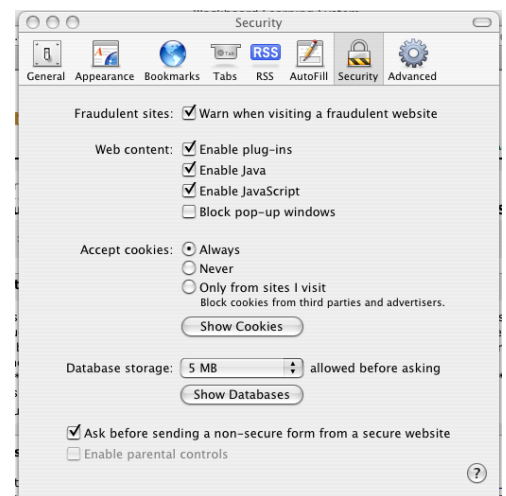 Security
General Appearance Bookmarks Tabs RSS AutoFill Security Advanced
Fraudulent sites: Warn when visiting a fraudulent website
Web content: Enable plug-ins
Enable Java
Enable JavaScript
Block pop-up windows
Accept cookies: Always
Never
Only from sites I visit
Block cookies from third parties and advertisers.
Show Cookies
Database storage: 5 MB allowed before asking
Show Databases
Ask before sending a non-secure form from a secure website
Enable parental controls
?